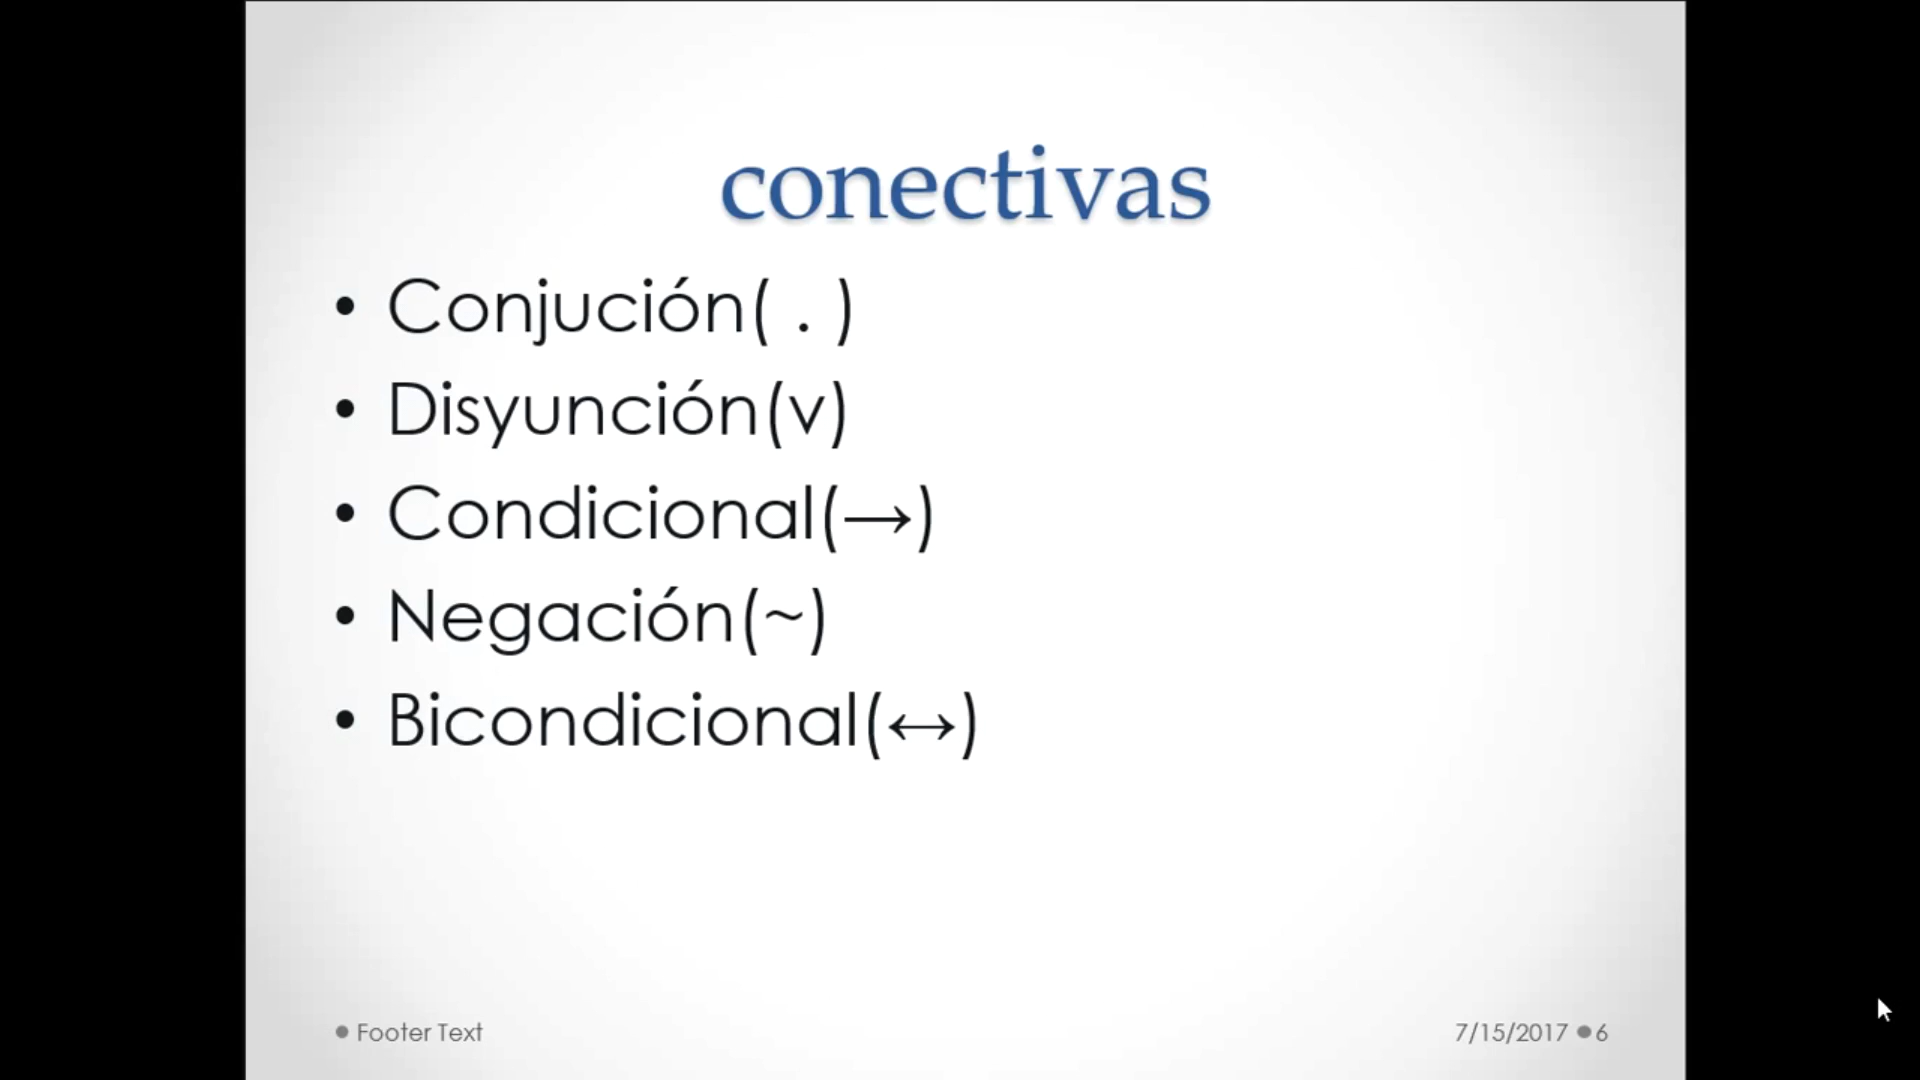 conectivas
• Conjución( . )
• Disyunción(v)
• Condicional(→)
• Negación(~)
• Bicondicional(↔)
Footer Text
7/15/2017 6